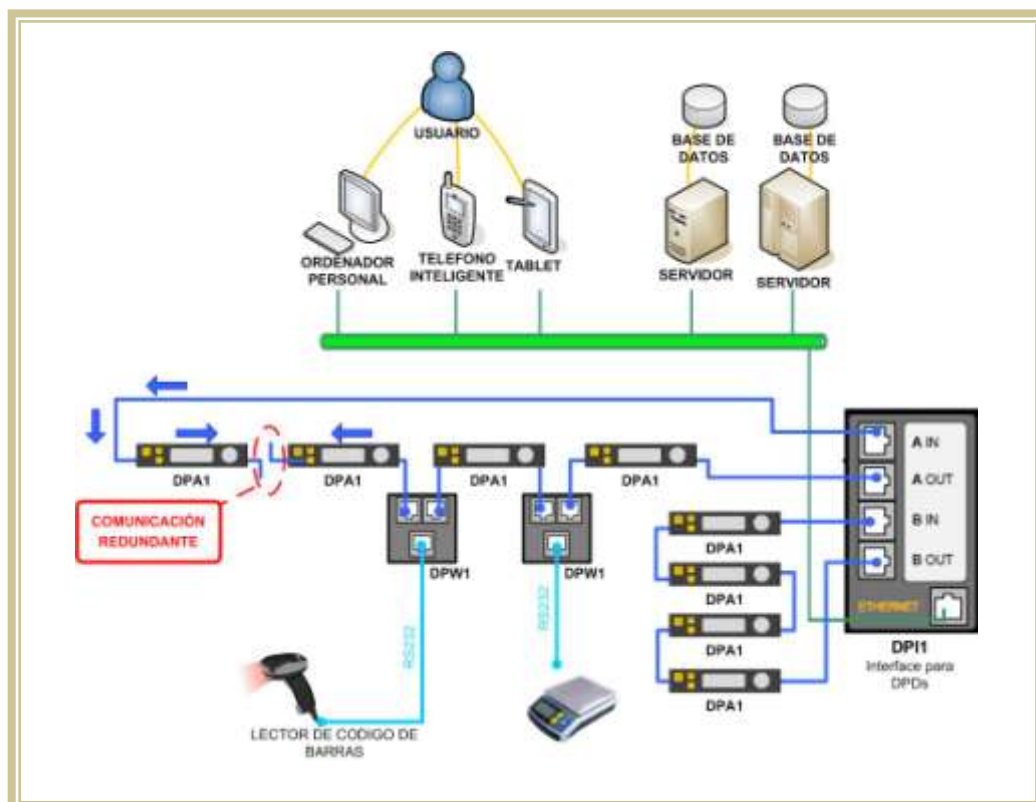 USUARIO
BASE DE
DATOS
BASE DE
DATOS
ORDENADOR
PERSONAL
TELEFONO
INTELIGENTE
TABLET
SERVIDOR
SERVIDOR
A IN
A OUT
B IN
B OUT
ETHERNET
DPI1
Interface para
DPDs
DPA1
DPA1
DPA1
DPA1
COMUNICACIÓN
REDUNDANTE
DPW1
DPW1
RS232
RS232
DPA1
DPA1
DPA1
DPA1
LECTOR DE CODIGO DE
BARRAS